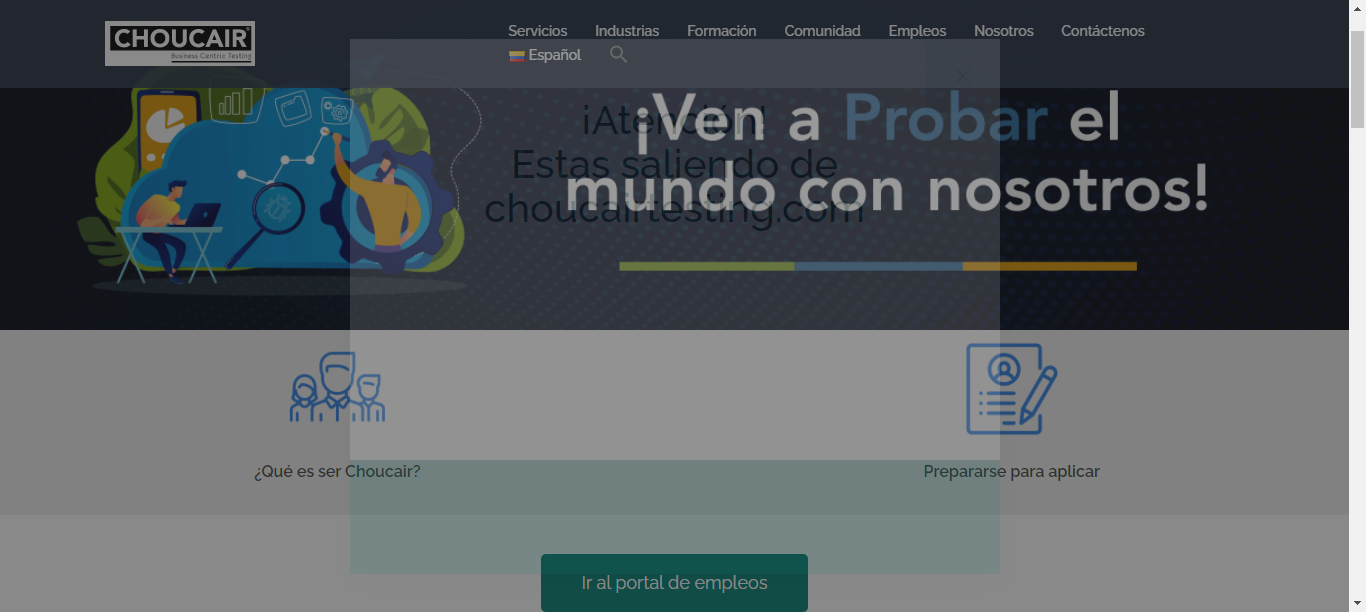 CHOUCAIR
Business Centric Testing
Servicios Industrias Formación Comunidad Empleos Nosotros Contáctenos
Español
¡Ven a Probar el
mundo con nosotros!
¡Atención!
Estas saliendo de
choucairtesting.com
¿Qué es ser Choucair?
Prepararse para aplicar
Ir al portal de empleos